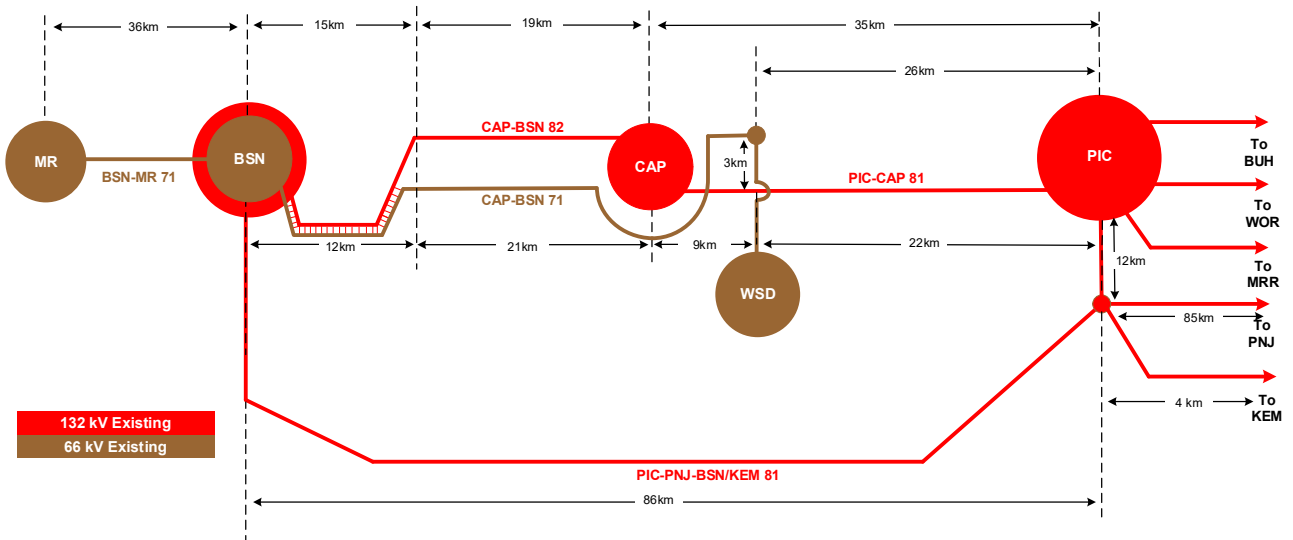 36km
15km
19km
35km
26km
CAP-BSN 82
MR
BSN
CAP
PIC
To
BUH
3km
BSN-MR 71
CAP-BSN 71
PIC-CAP 81
To
WOR
12km
21km
9km
22km
12km
To
MRR
WSD
85km
To
PNJ
4 km
To
KEM
132 kV Existing
66 kV Existing
PIC-PNJ-BSN/KEM 81
86km